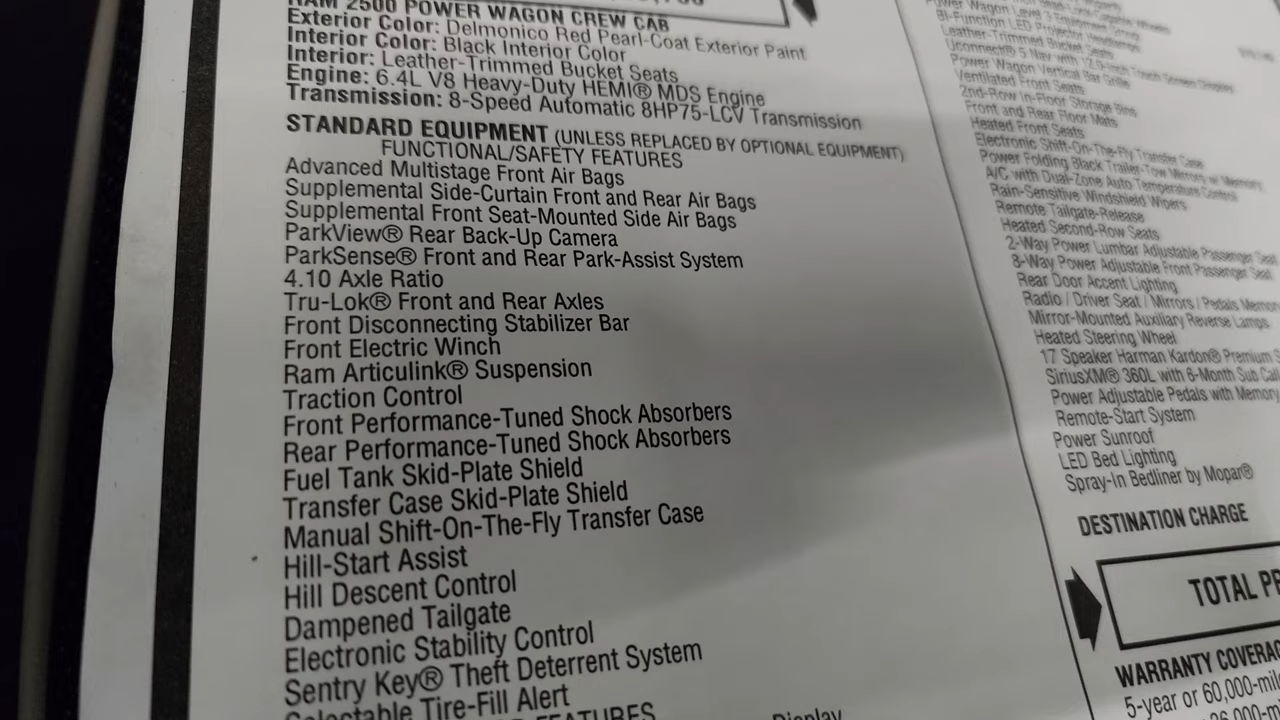 RAM 2500 POWER WAGON CREW CAB
Exterior Color: Delmonico Red Pearl-Coat Exterior Paint
Interior Color: Black Interior Color
Interior: Leather-Trimmed Bucket Seats
Engine: 6.4L V8 Heavy-Duty HEMI® MDS Engine
Transmission: 8-Speed Automatic 8HP75-LCV Transmission
STANDARD EQUIPMENT (UNLESS REPLACED BY OPTIONAL EQUIPMENT)
FUNCTIONAL/SAFETY FEATURES
Advanced Multistage Front Air Bags
Supplemental Side-Curtain Front and Rear Air Bags
Supplemental Front Seat-Mounted Side Air Bags
ParkView® Rear Back-Up Camera
ParkSense® Front and Rear Park-Assist System
4.10 Axle Ratio
Tru-Lok® Front and Rear Axles
Front Disconnecting Stabilizer Bar
Front Electric Winch
Ram Articulink® Suspension
Traction Control
Front Performance-Tuned Shock Absorbers
Rear Performance-Tuned Shock Absorbers
Fuel Tank Skid-Plate Shield
Transfer Case Skid-Plate Shield
Manual Shift-On-The-Fly Transfer Case
Hill-Start Assist
Hill Descent Control
Dampened Tailgate
Electronic Stability Control
Sentry Key® Theft Deterrent System
Selectable Tire-Fill Alert
FEATURES
Display
Power Wagon Level
Bi-Function LED Projector Headlamps
Leather-Trimmed Bucket Seats
Uconnect® 5 Nav with 12.0-Inch Touch Screen Display
Power Wagon Vertical Bar Grille
Ventilated Front Seats
2nd-Row In-Floor Storage Bins
Front and Rear Floor Mats
Heated Front Seats
Electronic Shift-On-The-Fly Transfer Case
Power Folding Black Trailer-Tow Mirrors w/ Memory
A/C with Dual-Zone Auto Temperature Control
Rain-Sensitive Windshield Wipers
Remote Tailgate-Release
Heated Second-Row Seats
2-Way Power Lumbar Adjustable Passenger Seat
8-Way Power Adjustable Front Passenger Seat
Rear Door Accent Lighting
Radio / Driver Seat / Mirrors / Pedals Memor
Mirror-Mounted Auxiliary Reverse Lamps
Heated Steering Wheel
17 Speaker Harman Kardon® Premium S
SiriusXM® 360L with 6-Month Sub Call
Power Adjustable Pedals with Memory
Remote-Start System
Power Sunroof
LED Bed Lighting
Spray-In Bedliner by Mopar®
DESTINATION CHARGE
TOTAL
WARRANTY COVERAG
5-year or 60,000-mil